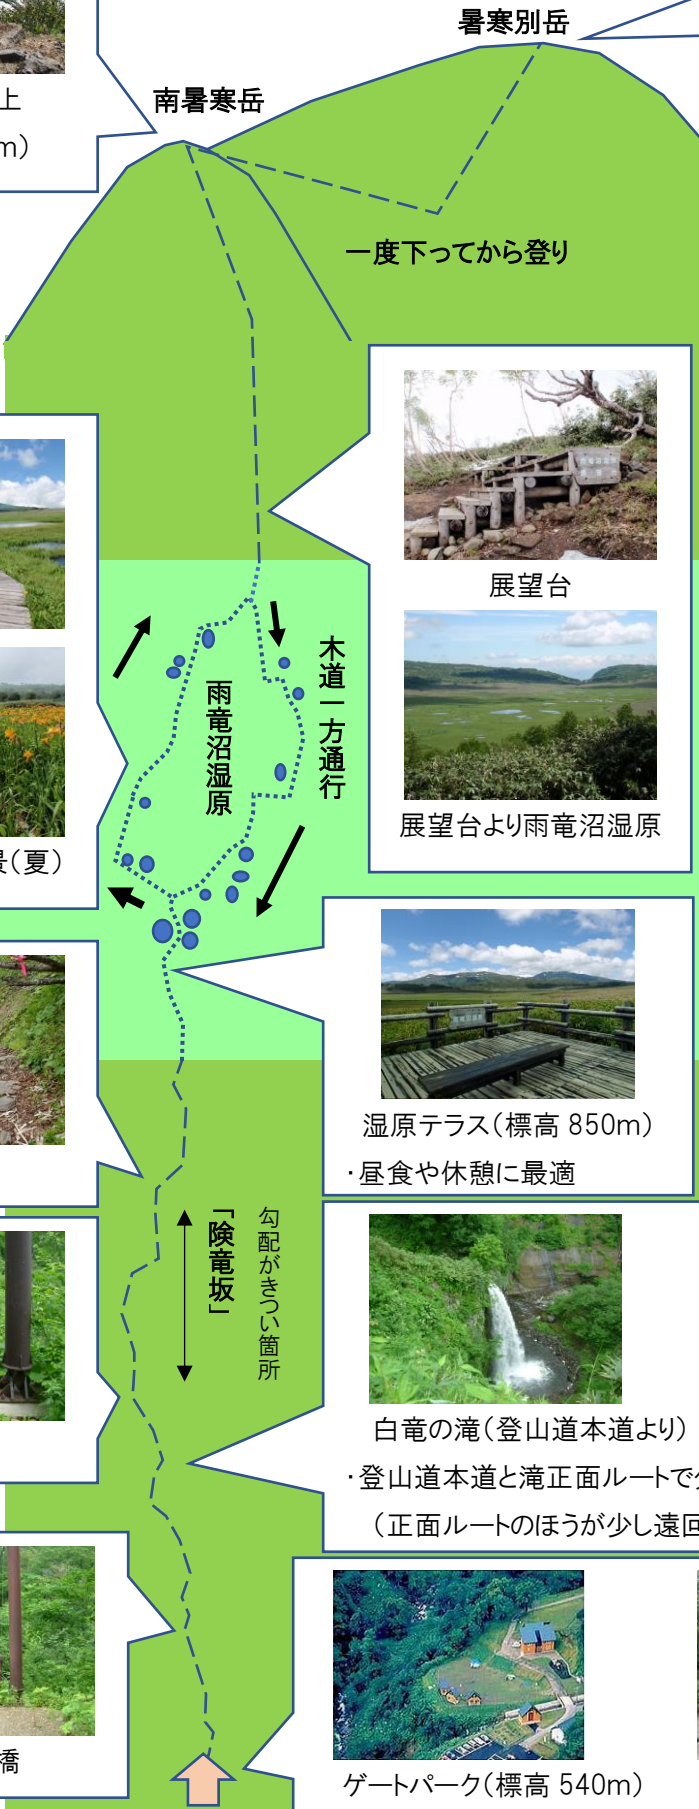 暑寒別岳
上
南暑寒岳
m）
一度下ってから登り
展望台
木道一方通行
雨竜沼湿原
展望台より雨竜沼湿原
景（夏）
湿原テラス（標高 850m）
・昼食や休憩に最適
「険竜坂」
勾配がきつい箇所
白竜の滝（登山道本道より）
・登山道本道と滝正面ルートで
（正面ルートのほうが少し遠回
橋
ゲートパーク（標高 540m）